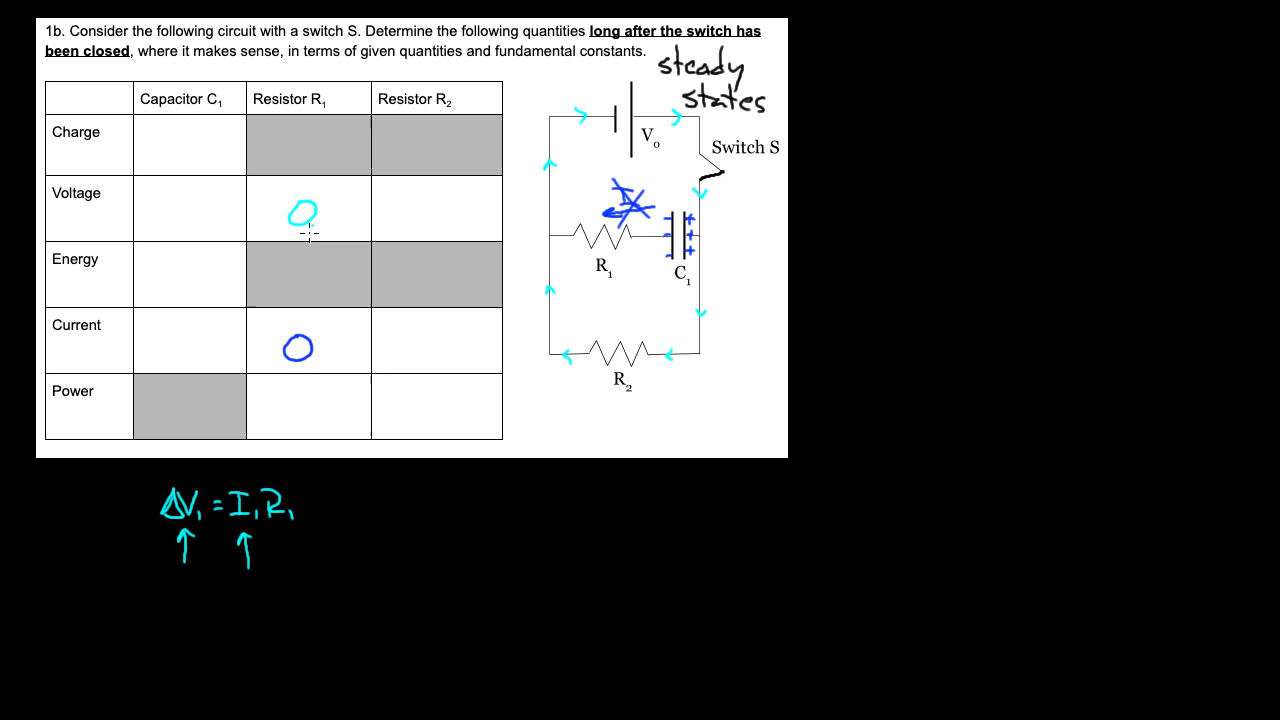 1b. Consider the following circuit with a switch S. Determine the following quantities long after the switch has
been closed, where it makes sense, in terms of given quantities and fundamental constants.
steady
states
Capacitor C₁ Resistor R₁ Resistor R₂
Charge
Voltage O
Energy
Current O
Power
V₀
Switch S
I
R₁
C₁
R₂
ΔV₁ = I₁R₁